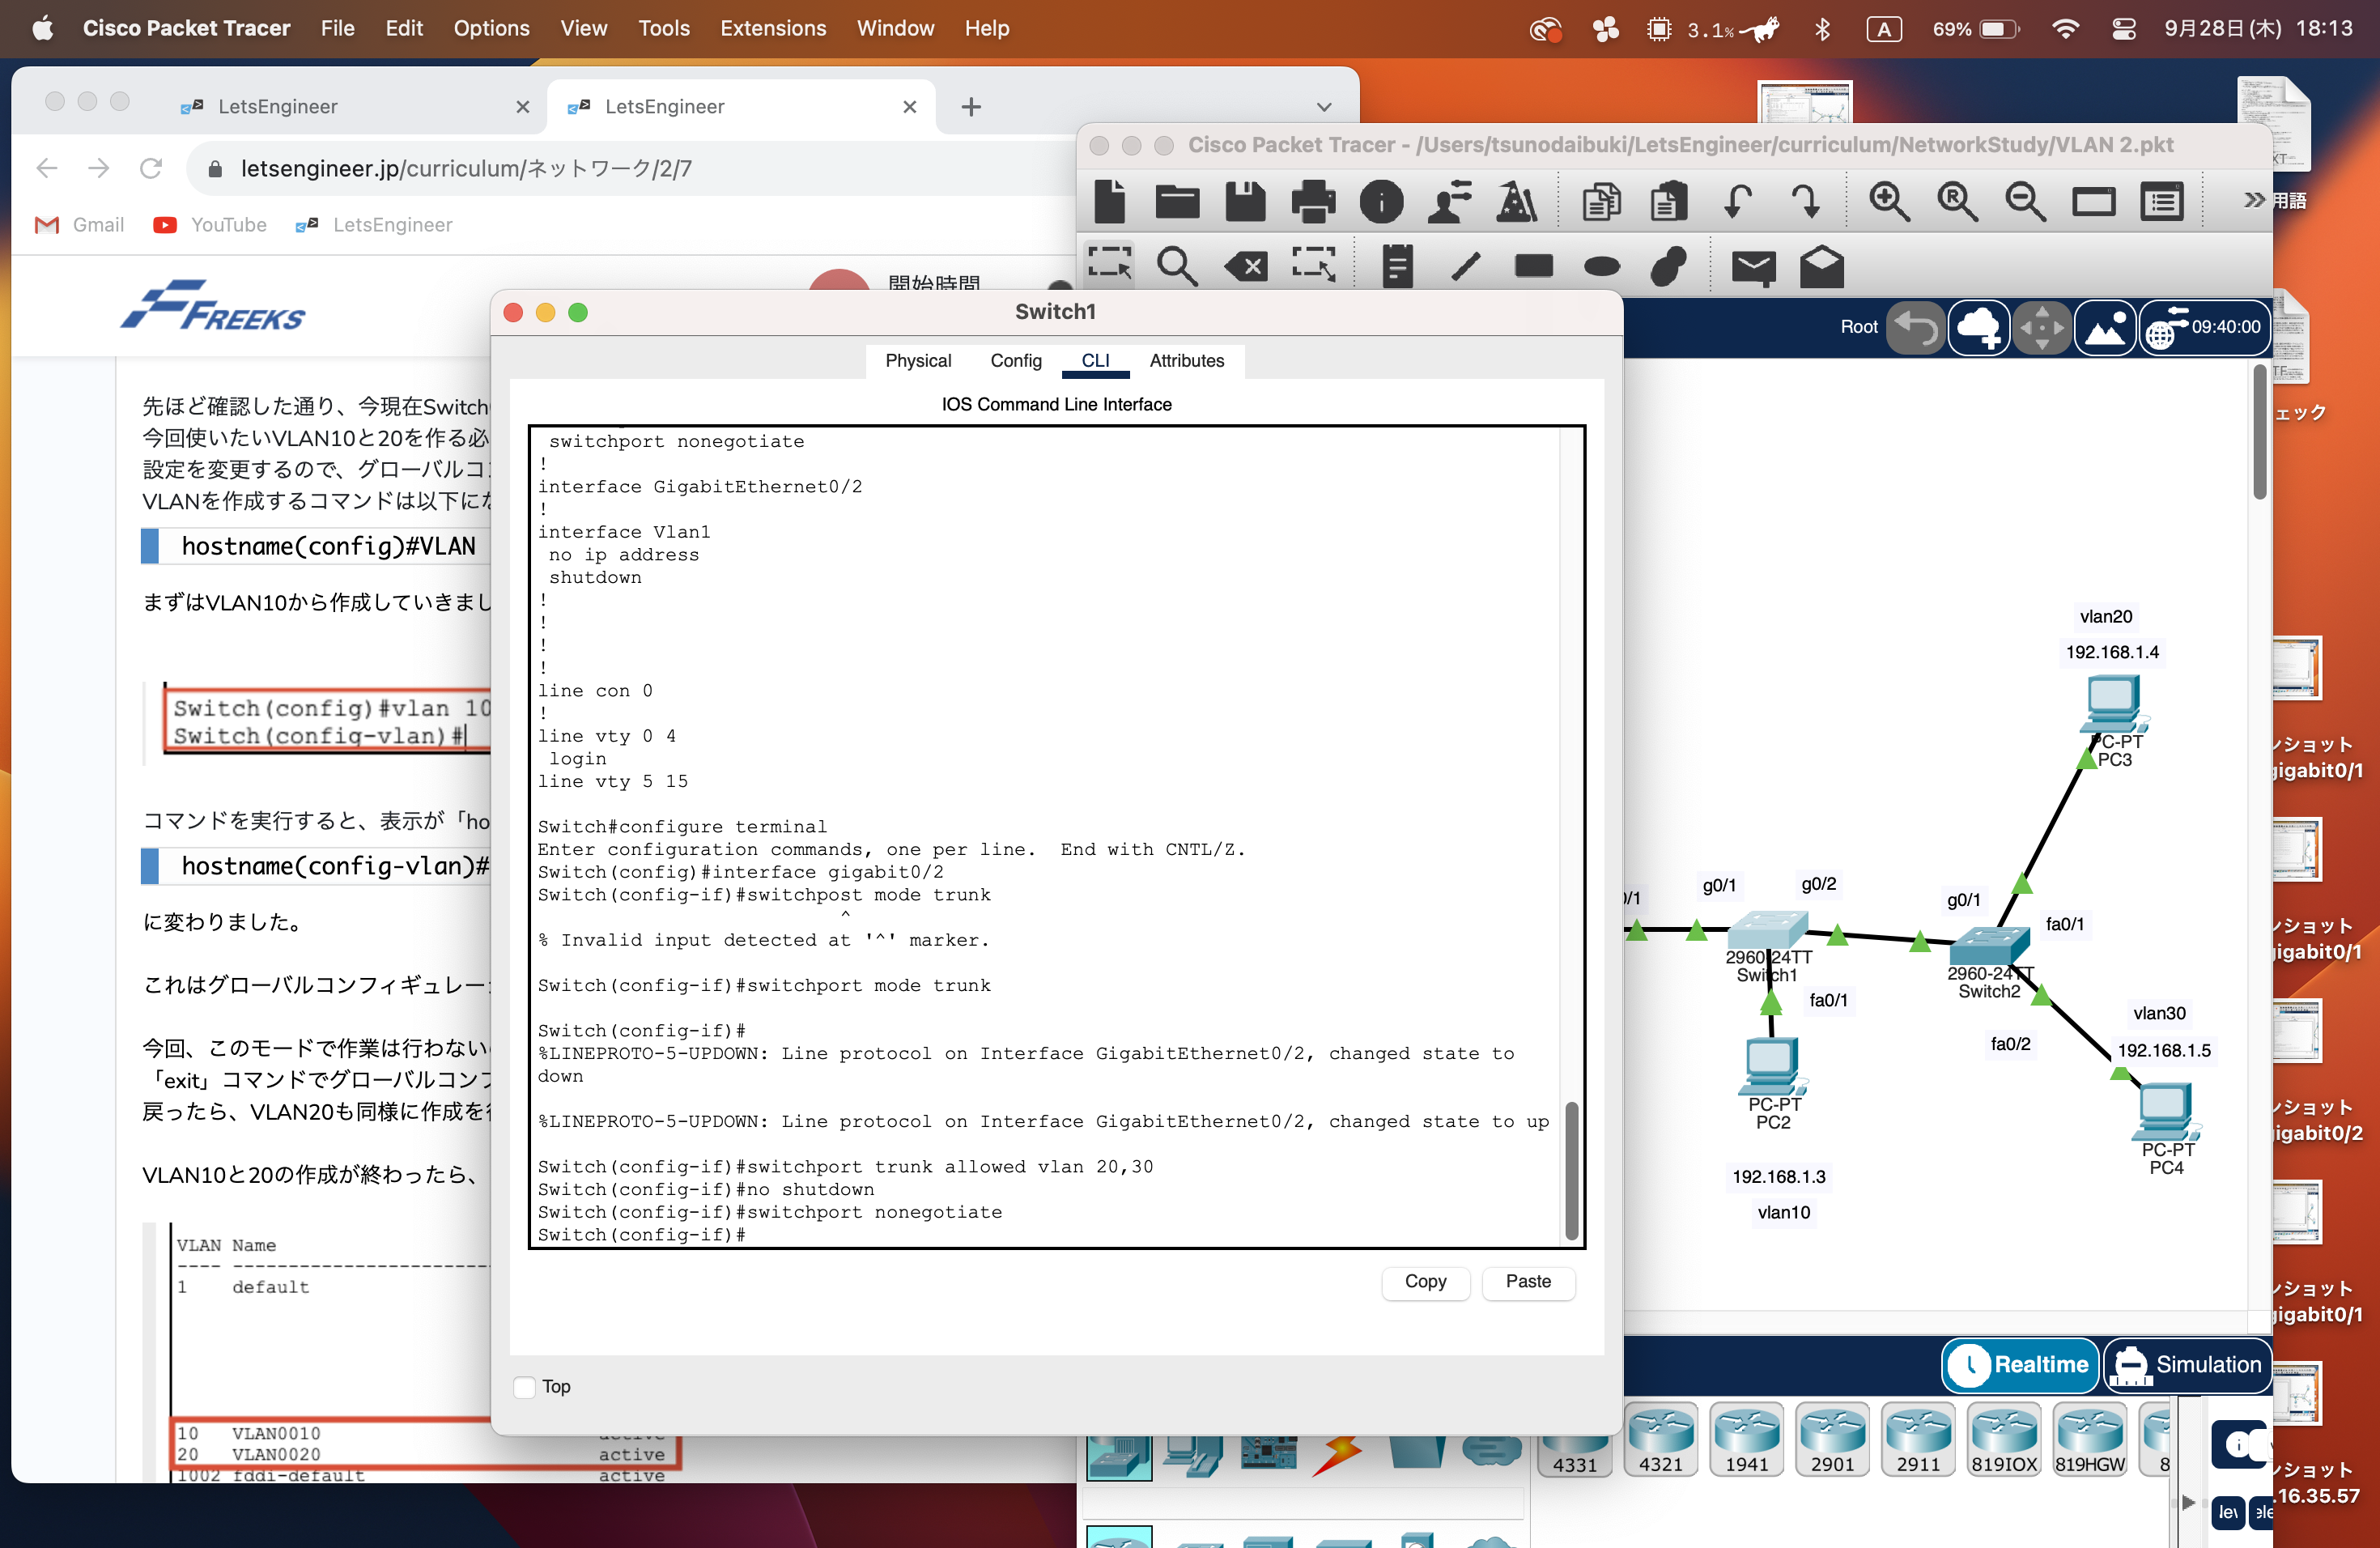 Cisco Packet Tracer File Edit Options View Tools Extensions Window Help
3.1% A 69% 9月28日(木) 18:13
LetsEngineer
LetsEngineer
letsengineer.jp/curriculum/ネットワーク/2/7
Gmail YouTube LetsEngineer
FREEKS
開始時間
先ほど確認した通り、今現在Switch
今回使いたいVLAN10と20を作る必
設定を変更するので、グローバルコ
VLANを作成するコマンドは以下にな
hostname(config)#VLAN
まずはVLAN10から作成していきまし
Switch(config)#vlan 10
Switch(config-vlan)#
コマンドを実行すると、表示が「ho
hostname(config-vlan)#
に変わりました。
これはグローバルコンフィギュレー
今回、このモードで作業は行わない
「exit」コマンドでグローバルコンフ
戻ったら、VLAN20も同様に作成を
VLAN10と20の作成が終わったら、
VLAN Name
---- ------------------------
1 default
10 VLAN0010 active
20 VLAN0020 active
1002 fddi-default active
Cisco Packet Tracer - /Users/tsunodaibuki/LetsEngineer/curriculum/NetworkStudy/VLAN 2.pkt
Root
09:40:00
Switch1
Physical Config CLI Attributes
IOS Command Line Interface
switchport nonegotiate
!
interface GigabitEthernet0/2
!
interface Vlan1
no ip address
shutdown
!
!
!
!
line con 0
!
line vty 0 4
login
line vty 5 15
Switch#configure terminal
Enter configuration commands, one per line. End with CNTL/Z.
Switch(config)#interface gigabit0/2
Switch(config-if)#switchpost mode trunk
^
% Invalid input detected at '^' marker.
Switch(config-if)#switchport mode trunk
Switch(config-if)#
%LINEPROTO-5-UPDOWN: Line protocol on Interface GigabitEthernet0/2, changed state to
down
%LINEPROTO-5-UPDOWN: Line protocol on Interface GigabitEthernet0/2, changed state to up
Switch(config-if)#switchport trunk allowed vlan 20,30
Switch(config-if)#no shutdown
Switch(config-if)#switchport nonegotiate
Switch(config-if)#
Copy Paste
Top
vlan20
192.168.1.4
PC-PT
PC3
g0/1
g0/2
g0/1
fa0/1
2960-24TT
Switch1
2960-24TT
Switch2
fa0/1
vlan30
fa0/2
192.168.1.5
PC-PT
PC2
PC-PT
PC4
192.168.1.3
vlan10
Realtime Simulation
4331 4321 1941 2901 2911 819IOX 819HGW 8
用語
ェック
ンショット
gigabit0/1
ンショット
gigabit0/1
ンショット
gigabit0/2
ンショット
gigabit0/1
ンショット
.16.35.57